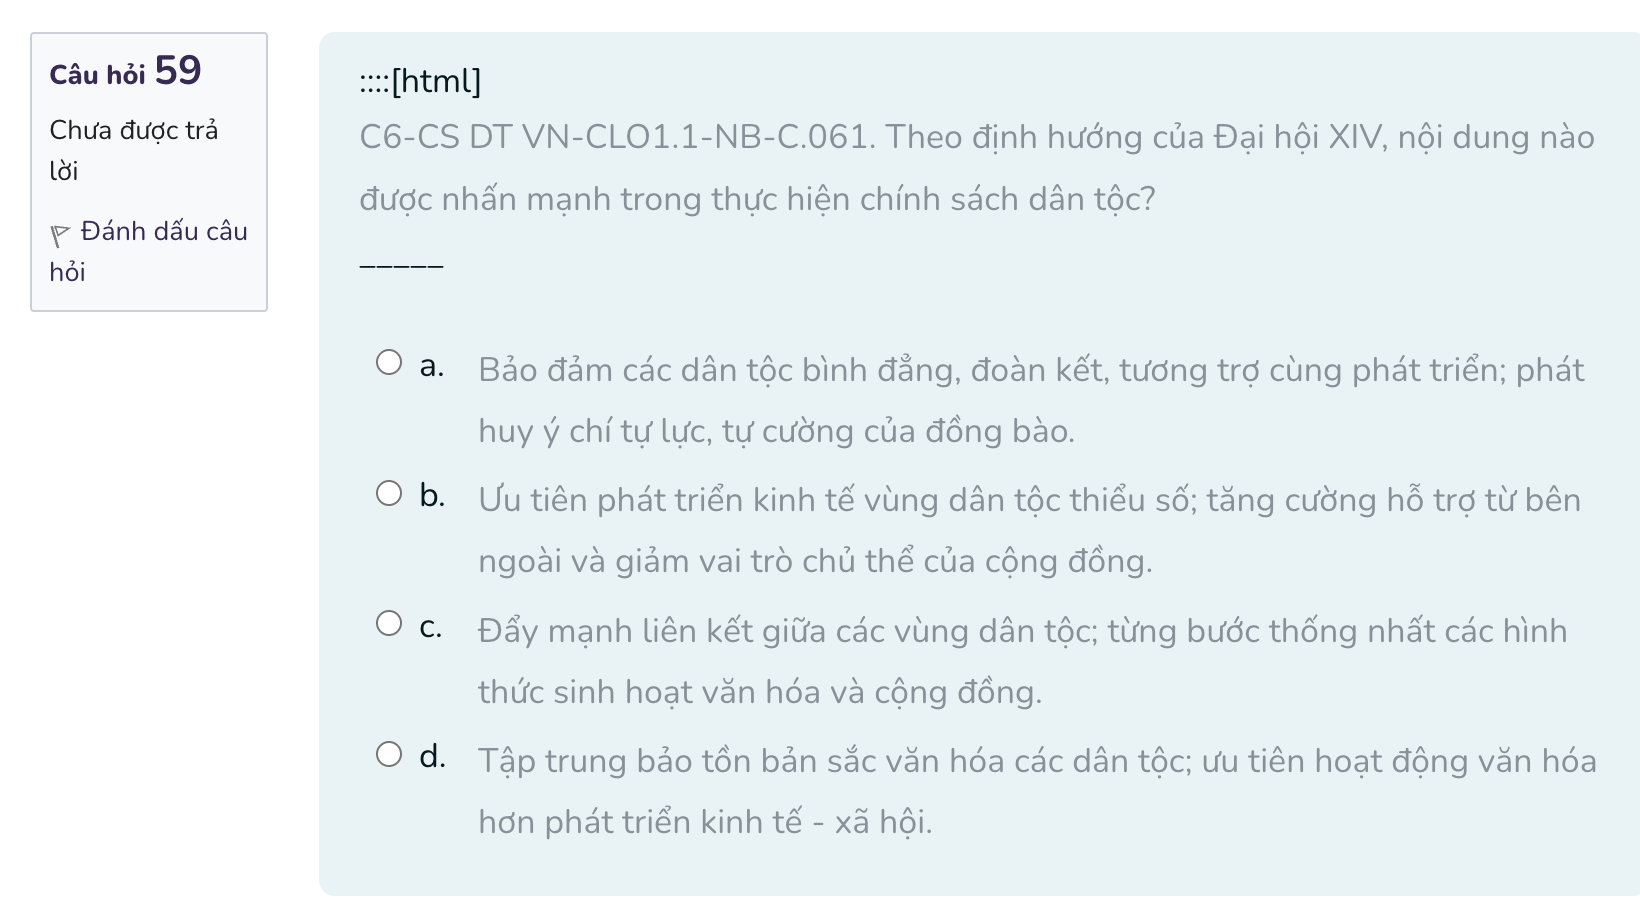 Câu hỏi 59
Chưa được trả
lời
Đánh dấu câu
hỏi
::::[html]
C6-CS DT VN-CLO1.1-NB-C.061. Theo định hướng của Đại hội XIV, nội dung nào
được nhấn mạnh trong thực hiện chính sách dân tộc?
_____
a. Bảo đảm các dân tộc bình đẳng, đoàn kết, tương trợ cùng phát triển; phát
huy ý chí tự lực, tự cường của đồng bào.
b. Ưu tiên phát triển kinh tế vùng dân tộc thiểu số; tăng cường hỗ trợ từ bên
ngoài và giảm vai trò chủ thể của cộng đồng.
c. Đẩy mạnh liên kết giữa các vùng dân tộc; từng bước thống nhất các hình
thức sinh hoạt văn hóa và cộng đồng.
d. Tập trung bảo tồn bản sắc văn hóa các dân tộc; ưu tiên hoạt động văn hóa
hơn phát triển kinh tế - xã hội.